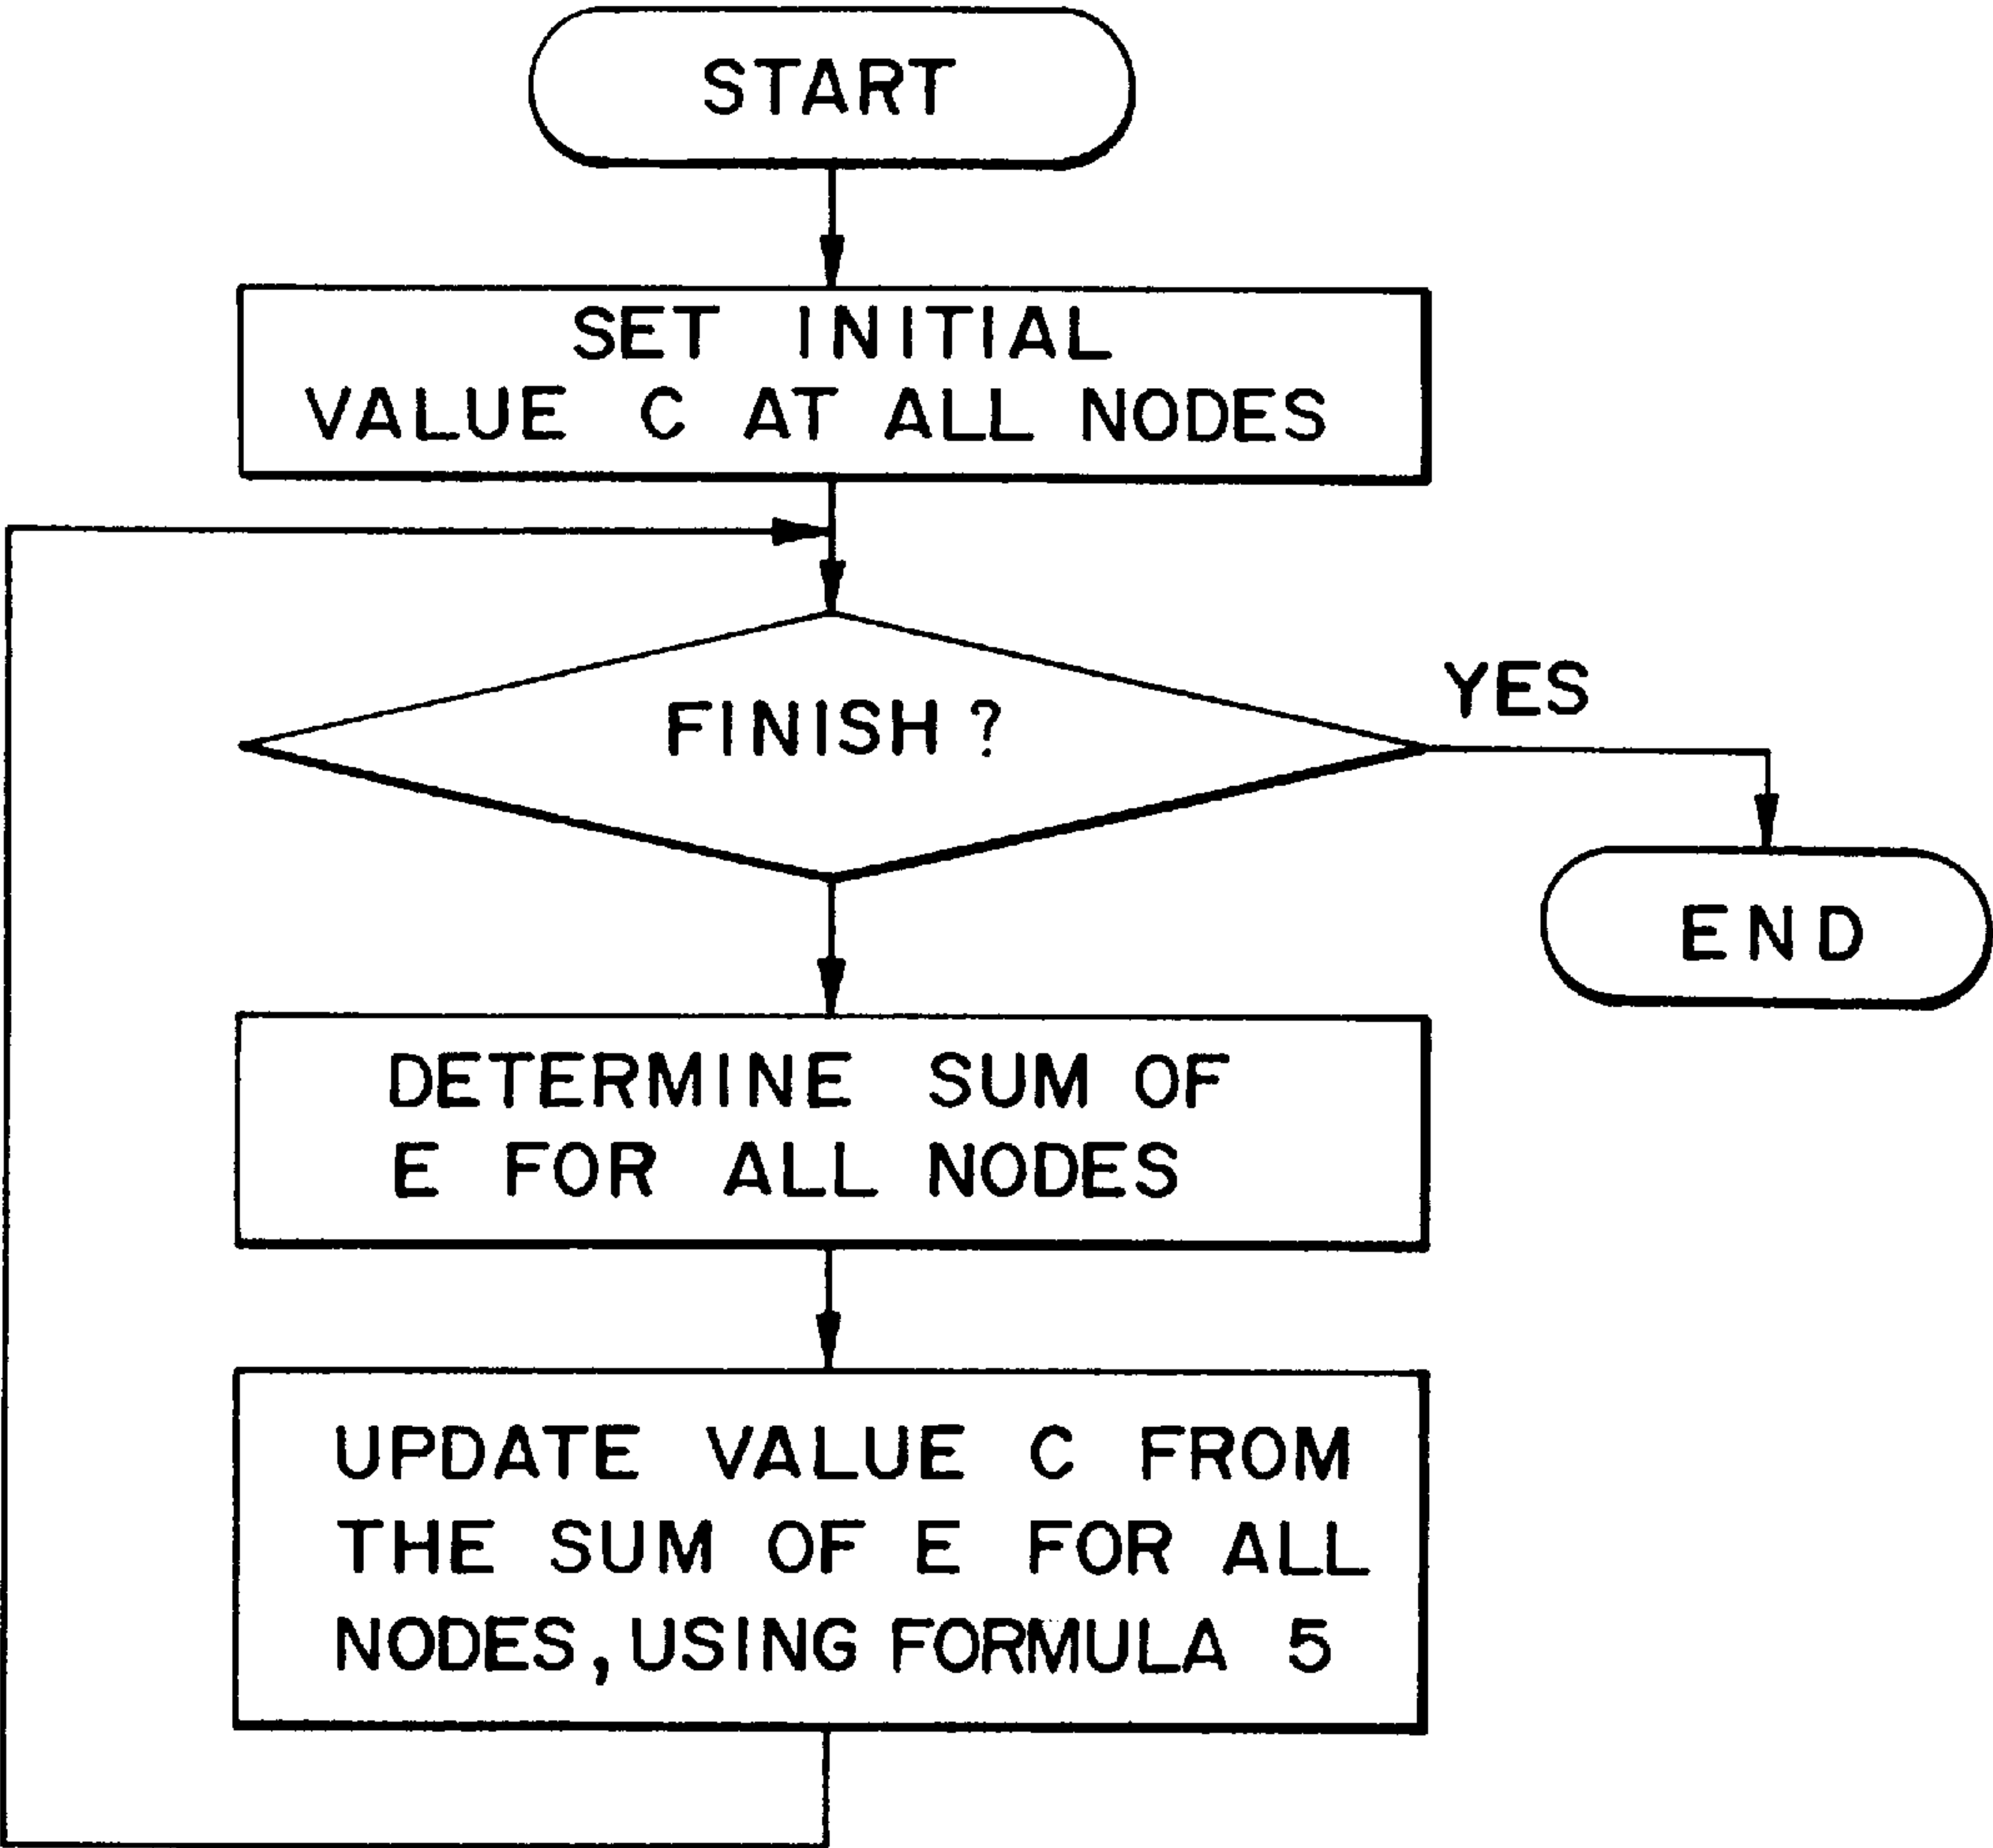 START
SET INITIAL
VALUE C AT ALL NODES
FINISH?
YES
END
DETERMINE SUM OF
E FOR ALL NODES
UPDATE VALUE C FROM
THE SUM OF E FOR ALL
NODES, USING FORMULA 5